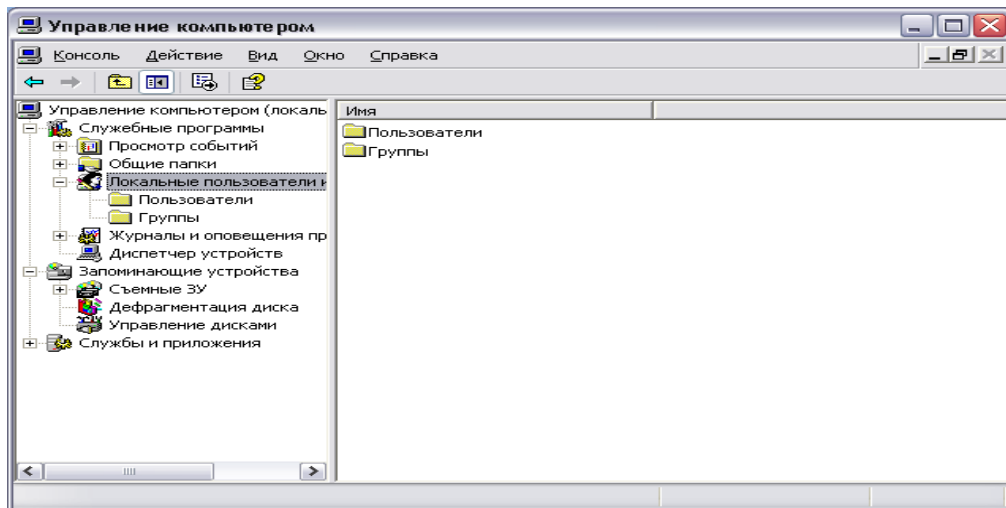 Управление компьютером
Консоль Действие Вид Окно Справка
Управление компьютером (локаль
Служебные программы
Просмотр событий
Общие папки
Локальные пользователи и
Пользователи
Группы
Журналы и оповещения пр
Диспетчер устройств
Запоминающие устройства
Съемные ЗУ
Дефрагментация диска
Управление дисками
Службы и приложения
Имя
Пользователи
Группы